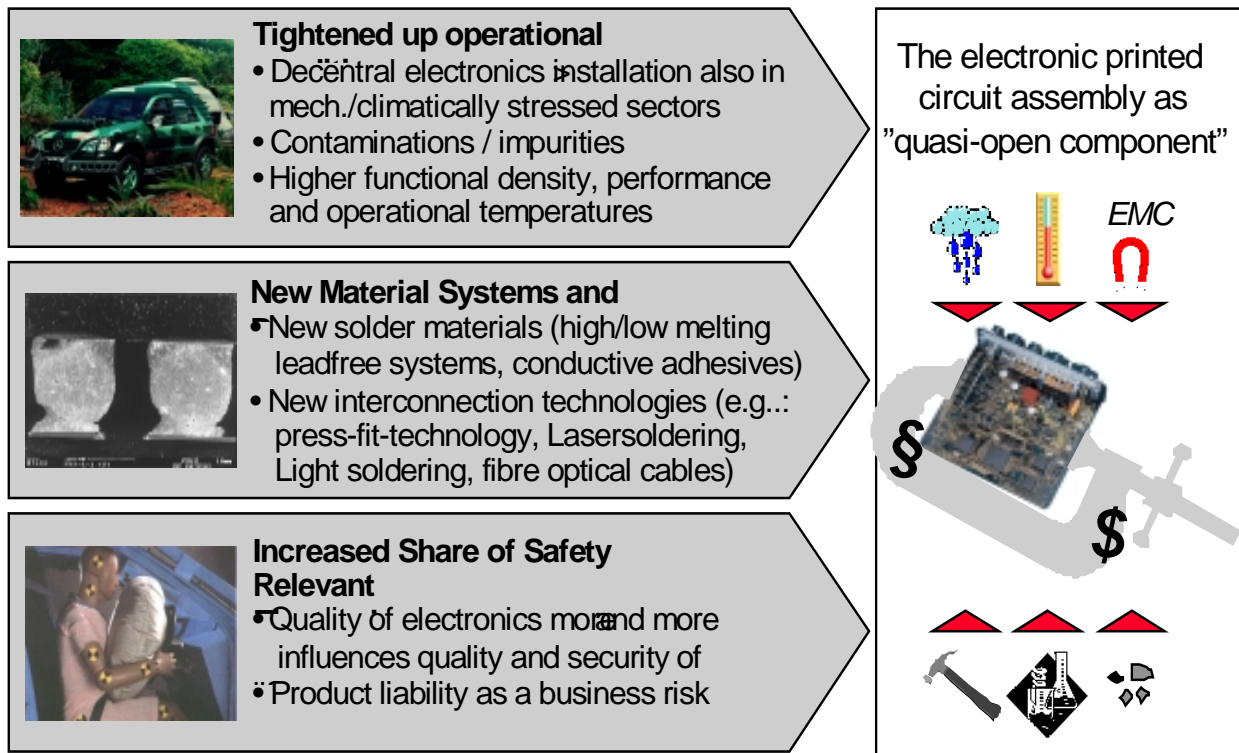 Tightened up operational
• Decentral electronics installation also in
mech./climatically stressed sectors
• Contaminations / impurities
• Higher functional density, performance
and operational temperatures
New Material Systems and
• New solder materials (high/low melting
leadfree systems, conductive adhesives)
• New interconnection technologies (e.g..:
press-fit-technology, Lasersoldering,
Light soldering, fibre optical cables)
Increased Share of Safety
Relevant
• Quality of electronics more and more
influences quality and security of
• Product liability as a business risk
The electronic printed
circuit assembly as
”quasi-open component”
EMC
§
$